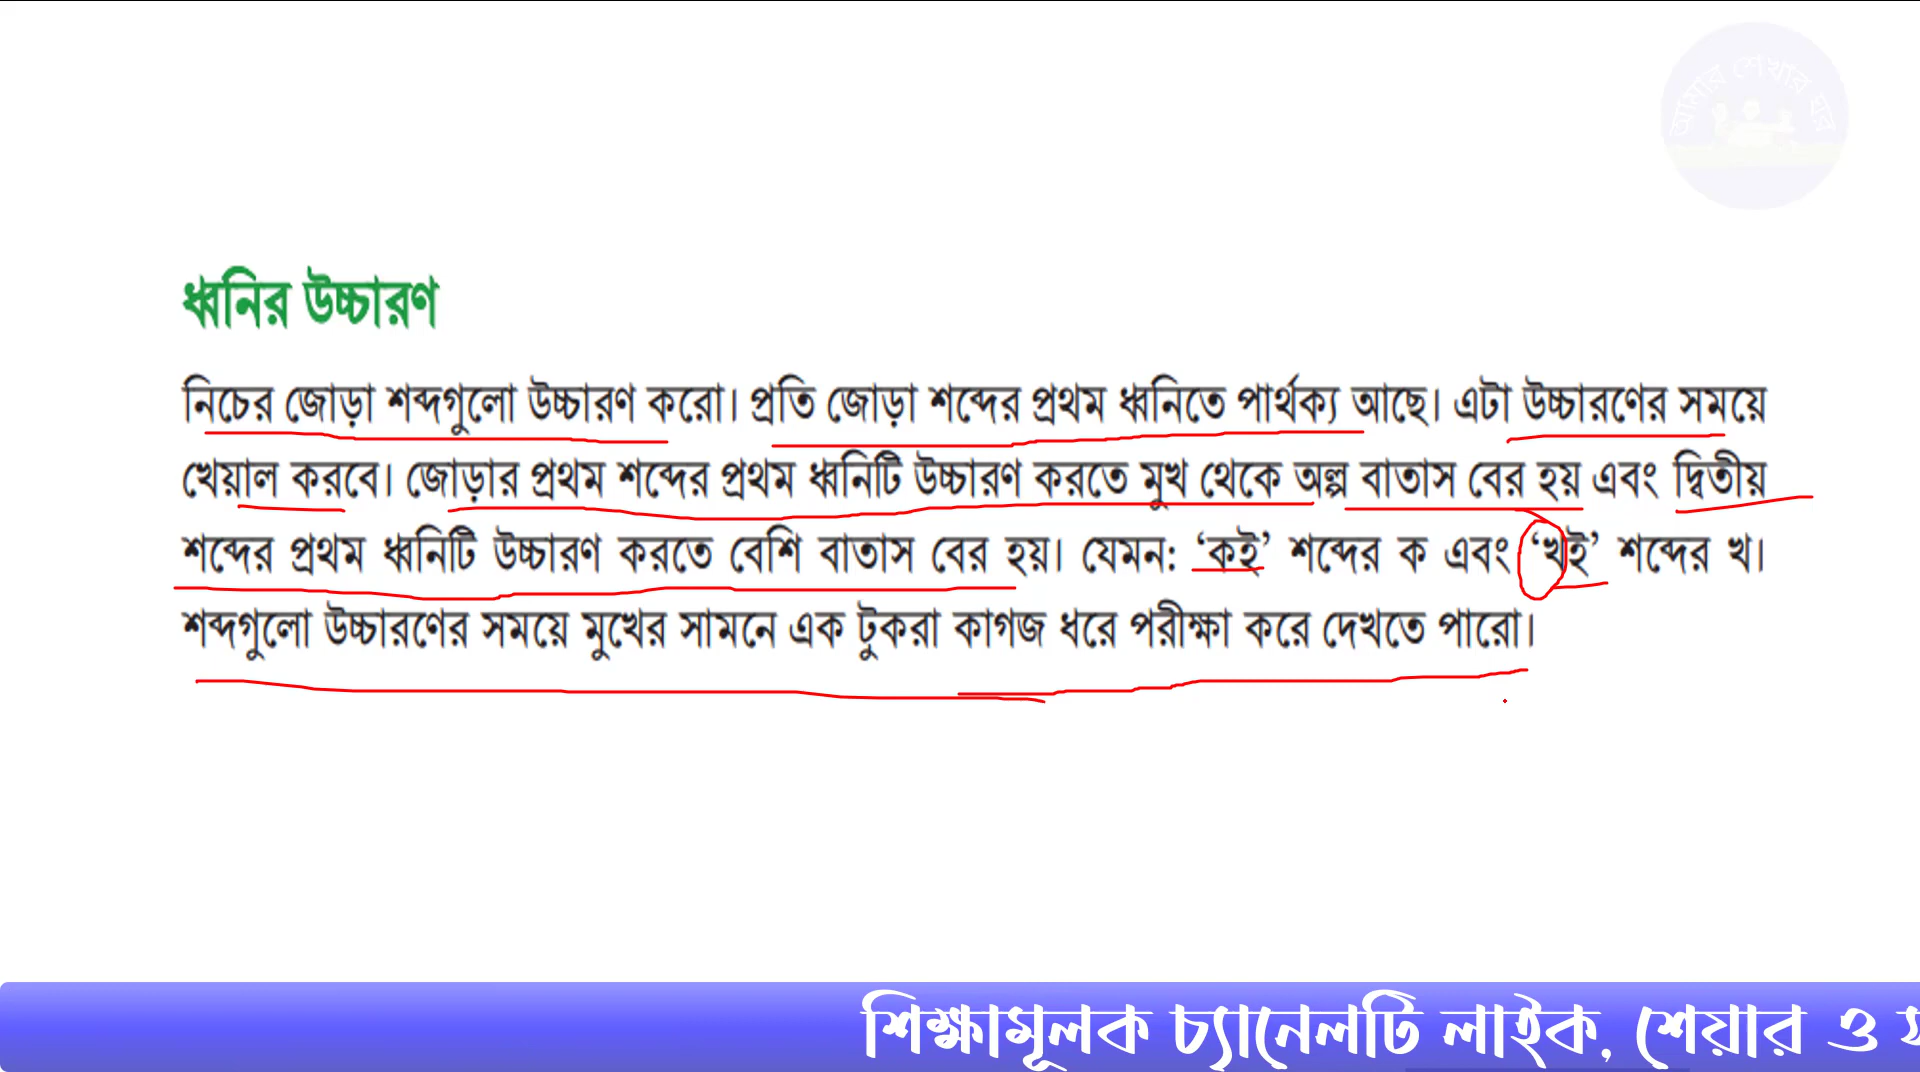 আমার শেখার ঘর
ধ্বনির উচ্চারণ
নিচের জোড়া শব্দগুলো উচ্চারণ করো। প্রতি জোড়া শব্দের প্রথম ধ্বনিতে পার্থক্য আছে। এটা উচ্চারণের সময়ে
খেয়াল করবে। জোড়ার প্রথম শব্দের প্রথম ধ্বনিটি উচ্চারণ করতে মুখ থেকে অল্প বাতাস বের হয় এবং দ্বিতীয়
শব্দের প্রথম ধ্বনিটি উচ্চারণ করতে বেশি বাতাস বের হয়। যেমন: ‘কই’ শব্দের ক এবং ‘খই’ শব্দের খ।
শব্দগুলো উচ্চারণের সময়ে মুখের সামনে এক টুকরা কাগজ ধরে পরীক্ষা করে দেখতে পারো।
শিক্ষামূলক চ্যানেলটি লাইক, শেয়ার ও